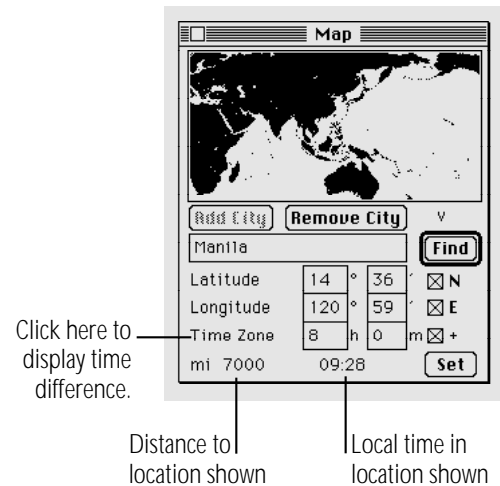 Map
Add City Remove City V
Manila Find
Latitude 14 ° 36 ´ N
Longitude 120 ° 59 ´ E
Time Zone 8 h 0 m +
mi 7000 09:28 Set
Click here to
display time
difference.
Distance to
location shown
Local time in
location shown